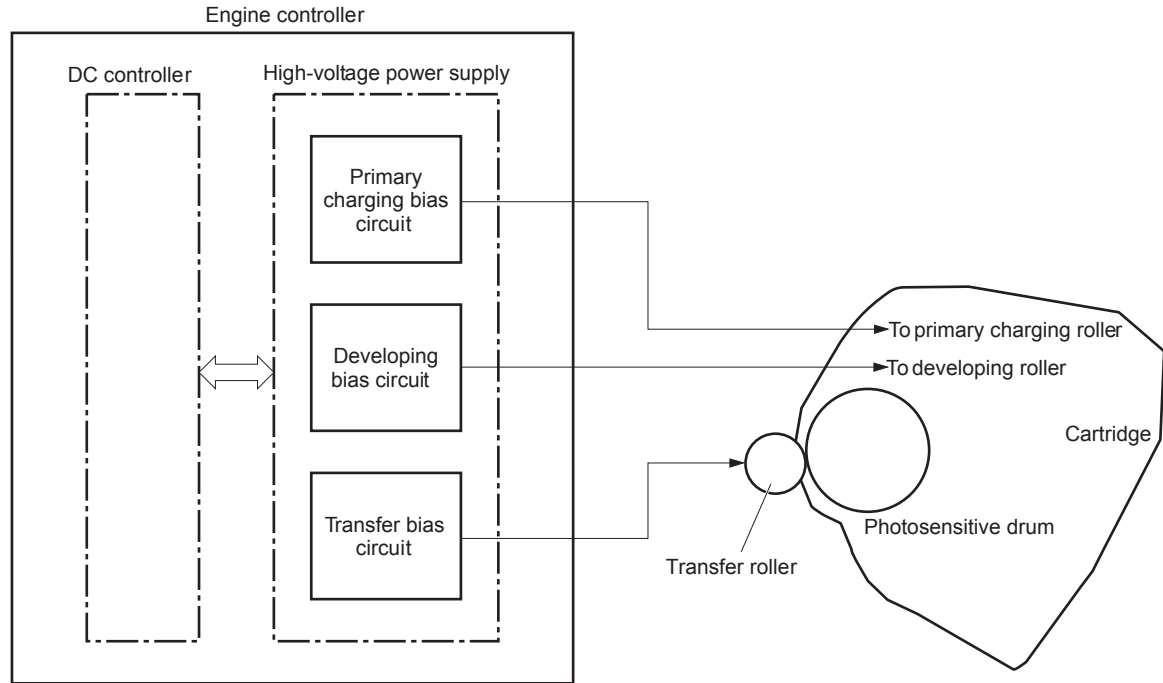 Engine controller
DC controller
High-voltage power supply
Primary
charging bias
circuit
Developing
bias circuit
Transfer bias
circuit
To primary charging roller
To developing roller
Cartridge
Photosensitive drum
Transfer roller